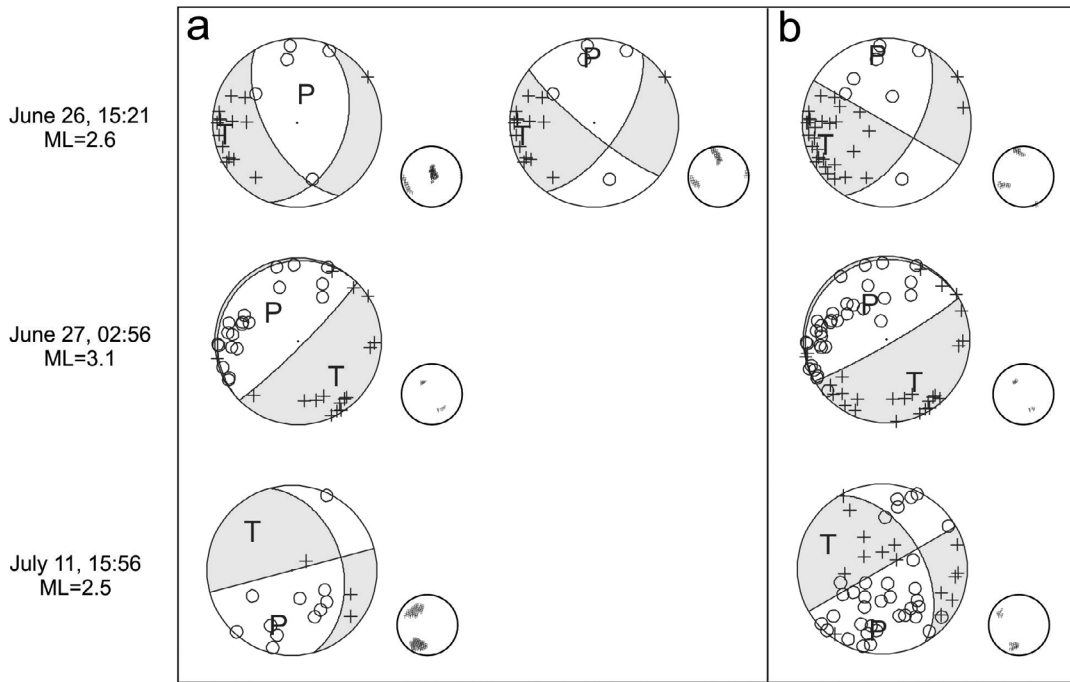 a
b
P
T
P
T
P
T
June 26, 15:21
ML=2.6
P
T
P
T
June 27, 02:56
ML=3.1
T
P
T
P
July 11, 15:56
ML=2.5